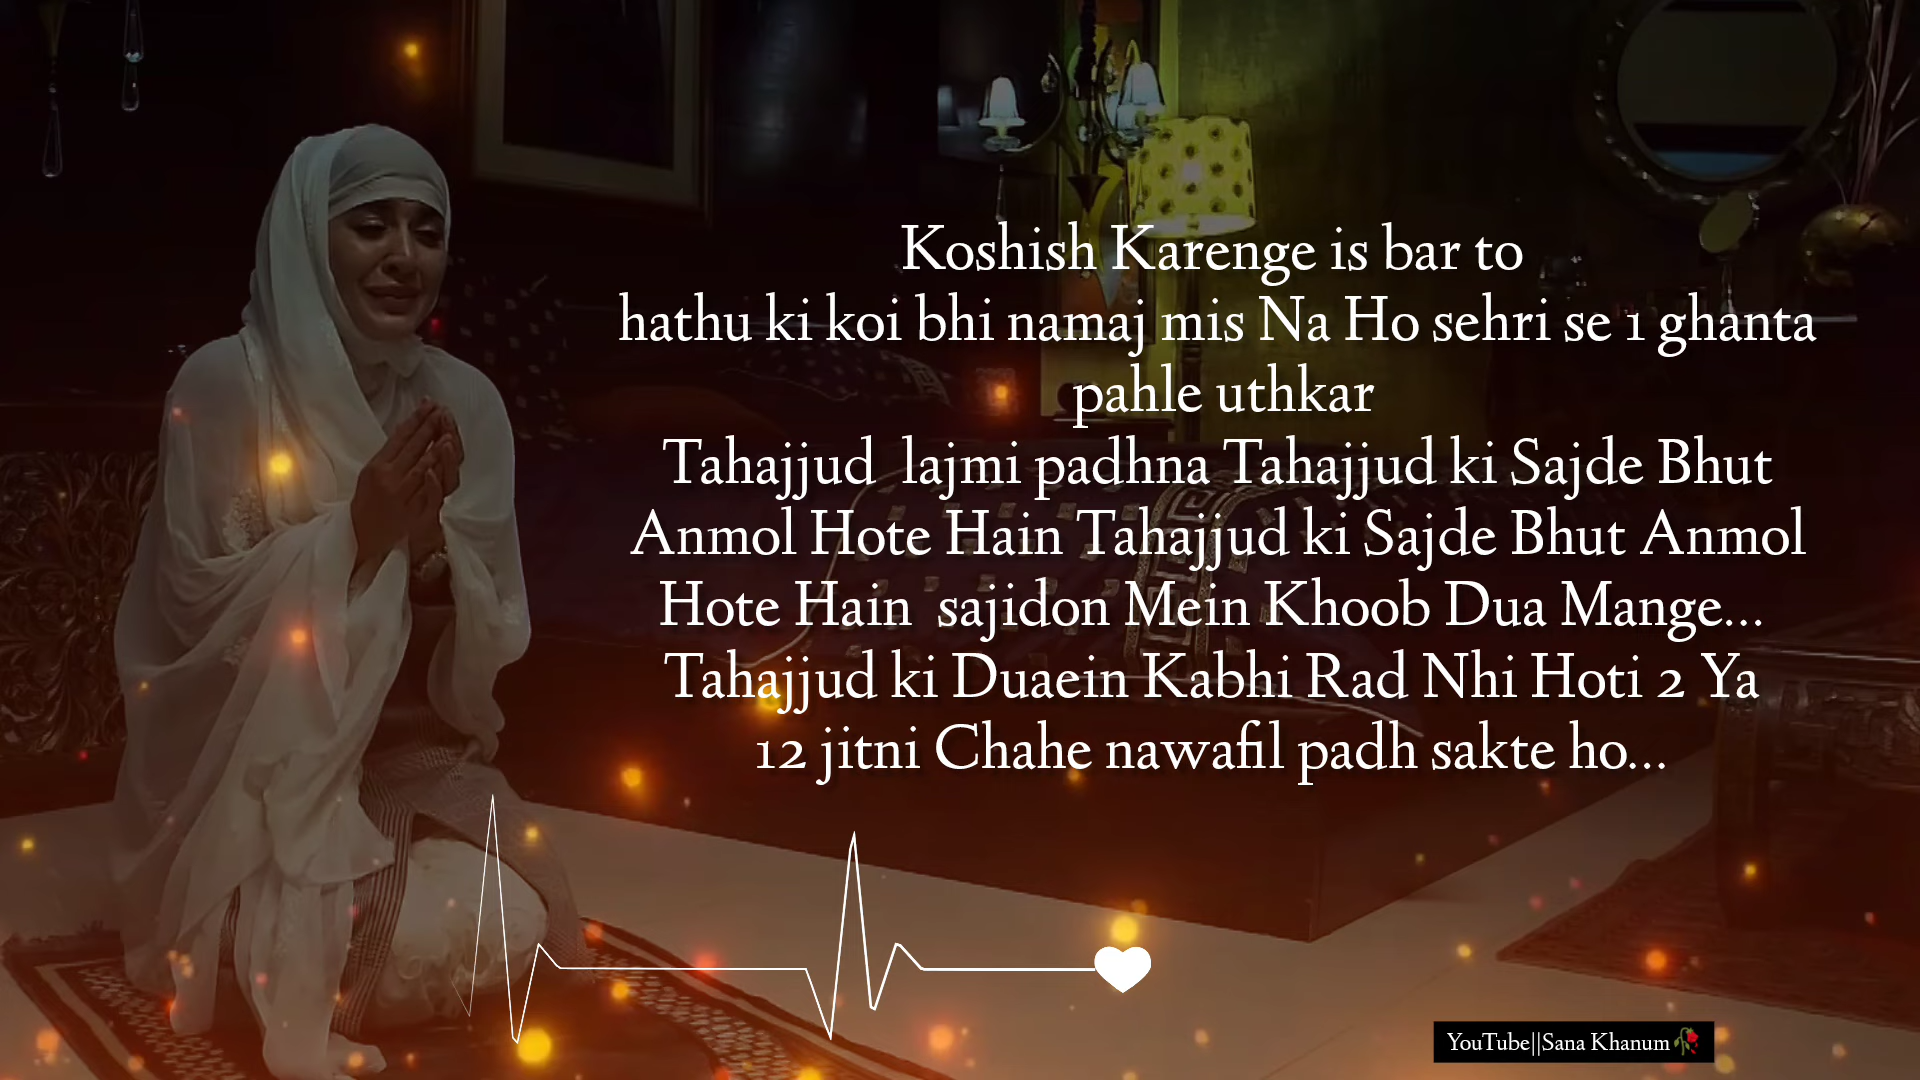 Koshish Karenge is bar to
hathu ki koi bhi namaj mis Na Ho sehri se 1 ghanta
pahle uthkar
Tahajjud  lajmi padhna Tahajjud ki Sajde Bhut
Anmol Hote Hain Tahajjud ki Sajde Bhut Anmol
Hote Hain  sajidon Mein Khoob Dua Mange...
Tahajjud ki Duaein Kabhi Rad Nhi Hoti 2 Ya
12 jitni Chahe nawafil padh sakte ho...
YouTube||Sana Khanum🥀